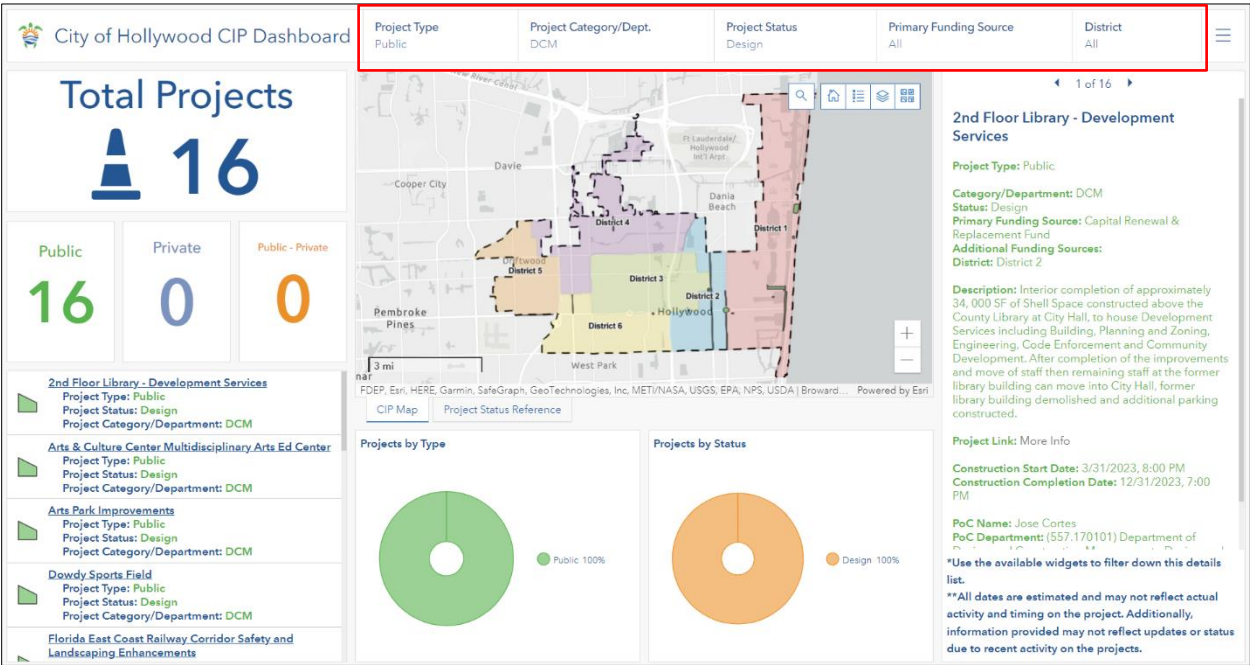 City of Hollywood CIP Dashboard
Project Type
Public
Project Category/Dept.
DCM
Project Status
Design
Primary Funding Source
All
District
All
Total Projects
16
Public
16
Private
0
Public - Private
0
2nd Floor Library - Development Services
Project Type: Public
Project Status: Design
Project Category/Department: DCM
Arts & Culture Center Multidisciplinary Arts Ed Center
Project Type: Public
Project Status: Design
Project Category/Department: DCM
Arts Park Improvements
Project Type: Public
Project Status: Design
Project Category/Department: DCM
Dowdy Sports Field
Project Type: Public
Project Status: Design
Project Category/Department: DCM
Florida East Coast Railway Corridor Safety and
Landscaping Enhancements
New River Canal
Ft Lauderdale/
Hollywood
Int'l Arpt
Davie
Cooper City
Dania
Beach
District 4
District 1
Driftwood
District 5
District 3
District 2
Hollywood
Pembroke
Pines
District 6
3 mi
West Park
nar
FDEP, Esri, HERE, Garmin, SafeGraph, GeoTechnologies, Inc, METI/NASA, USGS, EPA, NPS, USDA | Broward... Powered by Esri
CIP Map
Project Status Reference
Projects by Type
Public 100%
Projects by Status
Design 100%
1 of 16
2nd Floor Library - Development
Services
Project Type: Public
Category/Department: DCM
Status: Design
Primary Funding Source: Capital Renewal &
Replacement Fund
Additional Funding Sources:
District: District 2
Description: Interior completion of approximately
34, 000 SF of Shell Space constructed above the
County Library at City Hall, to house Development
Services including Building, Planning and Zoning,
Engineering, Code Enforcement and Community
Development. After completion of the improvements
and move of staff then remaining staff at the former
library building can move into City Hall, former
library building demolished and additional parking
constructed.
Project Link: More Info
Construction Start Date: 3/31/2023, 8:00 PM
Construction Completion Date: 12/31/2023, 7:00
PM
PoC Name: Jose Cortes
PoC Department: (557.170101) Department of
*Use the available widgets to filter down this details
list.
**All dates are estimated and may not reflect actual
activity and timing on the project. Additionally,
information provided may not reflect updates or status
due to recent activity on the projects.